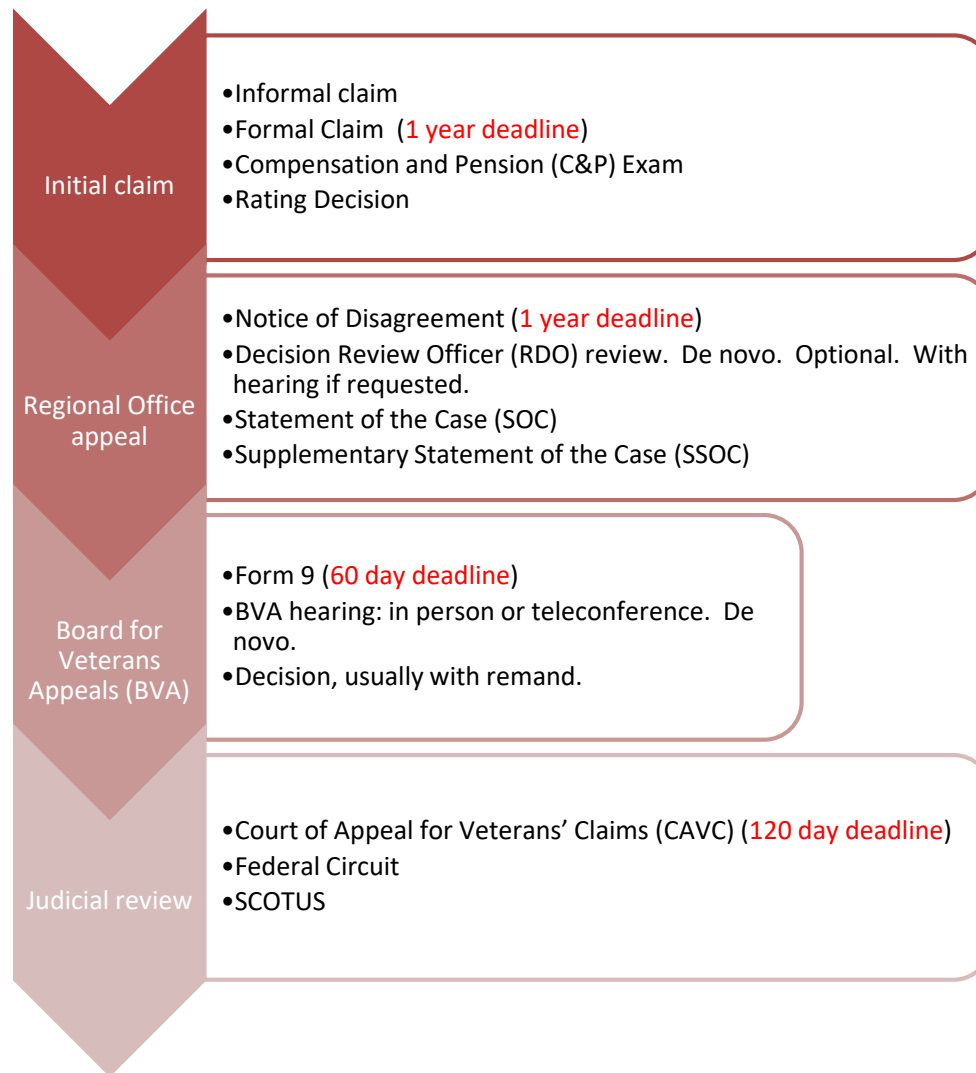 Initial claim
•Informal claim
•Formal Claim  (1 year deadline)
•Compensation and Pension (C&P) Exam
•Rating Decision
Regional Office
appeal
•Notice of Disagreement (1 year deadline)
•Decision Review Officer (RDO) review.  De novo.  Optional.  With
hearing if requested.
•Statement of the Case (SOC)
•Supplementary Statement of the Case (SSOC)
Board for
Veterans
Appeals (BVA)
•Form 9 (60 day deadline)
•BVA hearing: in person or teleconference.  De
novo.
•Decision, usually with remand.
Judicial review
•Court of Appeal for Veterans’ Claims (CAVC) (120 day deadline)
•Federal Circuit
•SCOTUS